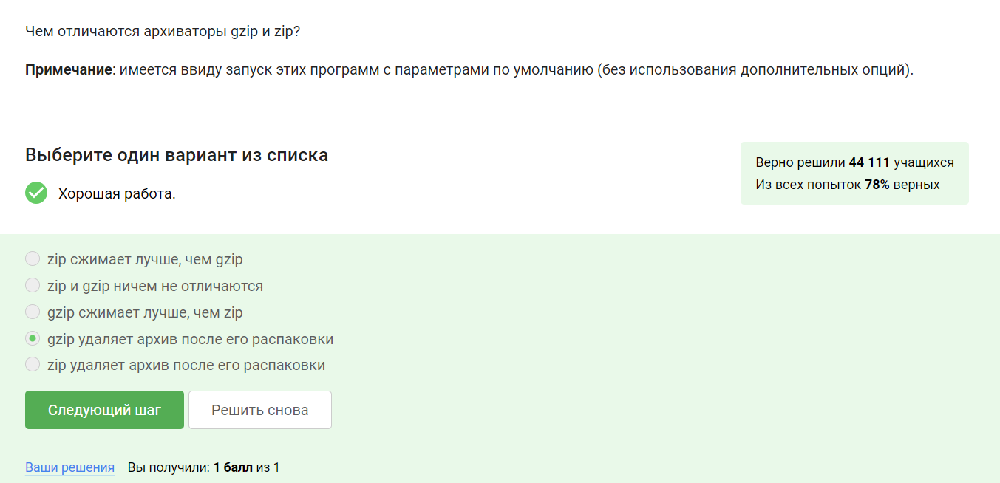 Чем отличаются архиваторы gzip и zip?
Примечание: имеется ввиду запуск этих программ с параметрами по умолчанию (без использования дополнительных опций).
Выберите один вариант из списка
Верно решили 44 111 учащихся
Из всех попыток 78% верных
Хорошая работа.
zip сжимает лучше, чем gzip
zip и gzip ничем не отличаются
gzip сжимает лучше, чем zip
gzip удаляет архив после его распаковки
zip удаляет архив после его распаковки
Следующий шаг
Решить снова
Ваши решения Вы получили: 1 балл из 1